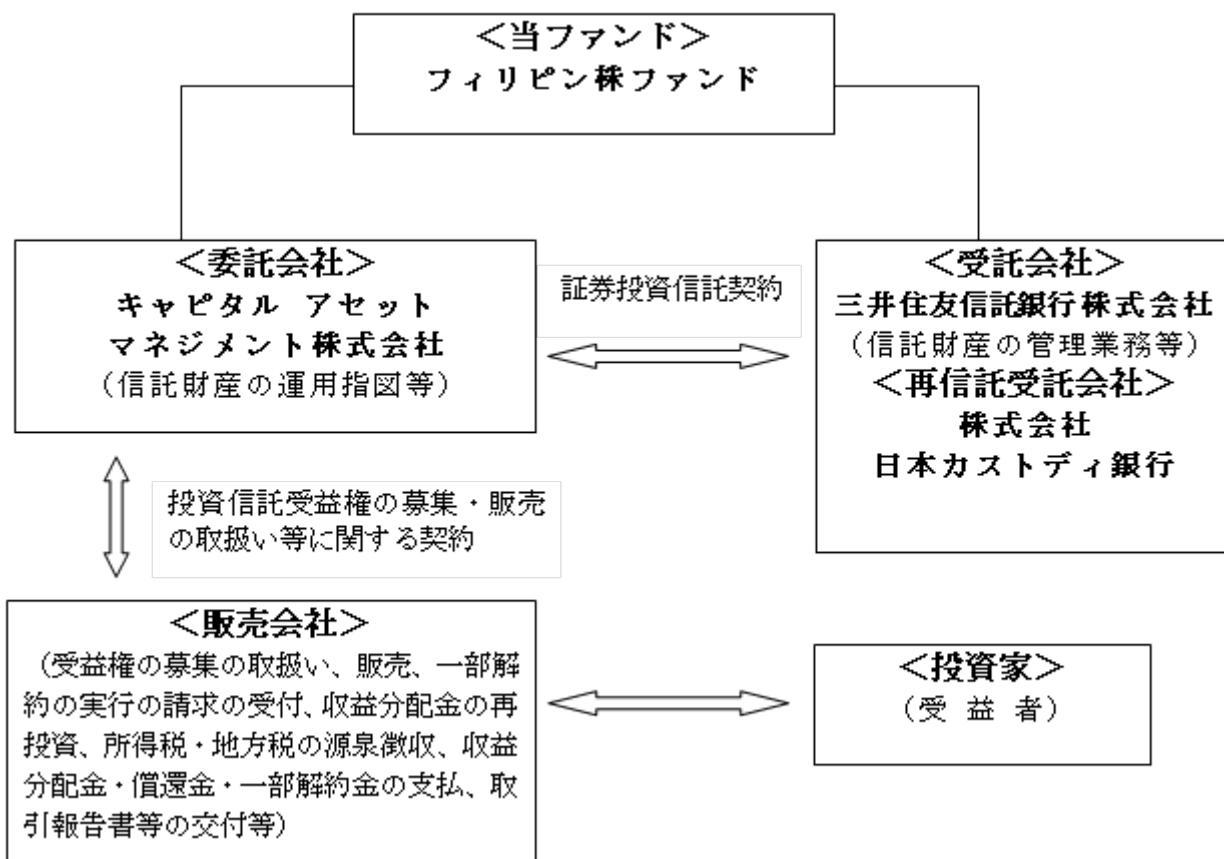 ＜当ファンド＞
フィリピン株ファンド
＜委託会社＞
キャピタル アセット
マネジメント株式会社
（信託財産の運用指図等）
証券投資信託契約
＜受託会社＞
三井住友信託銀行株式会社
（信託財産の管理業務等）
＜再信託受託会社＞
株式会社
日本カストディ銀行
投資信託受益権の募集・販売
の取扱い等に関する契約
＜販売会社＞
（受益権の募集の取扱い、販売、一部解
約の実行の請求の受付、収益分配金の再
投資、所得税・地方税の源泉徴収、収益
分配金・償還金・一部解約金の支払、取
引報告書等の交付等）
＜投資家＞
（受 益 者）